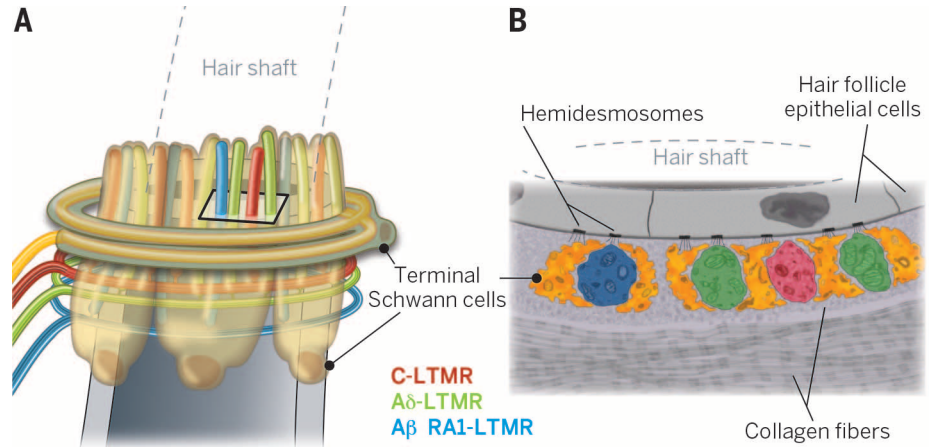 A
Hair shaft
Terminal
Schwann cells
C-LTMR
Aδ-LTMR
Aβ RA1-LTMR
B
Hemidesmosomes
Hair follicle
epithelial cells
Hair shaft
Collagen fibers